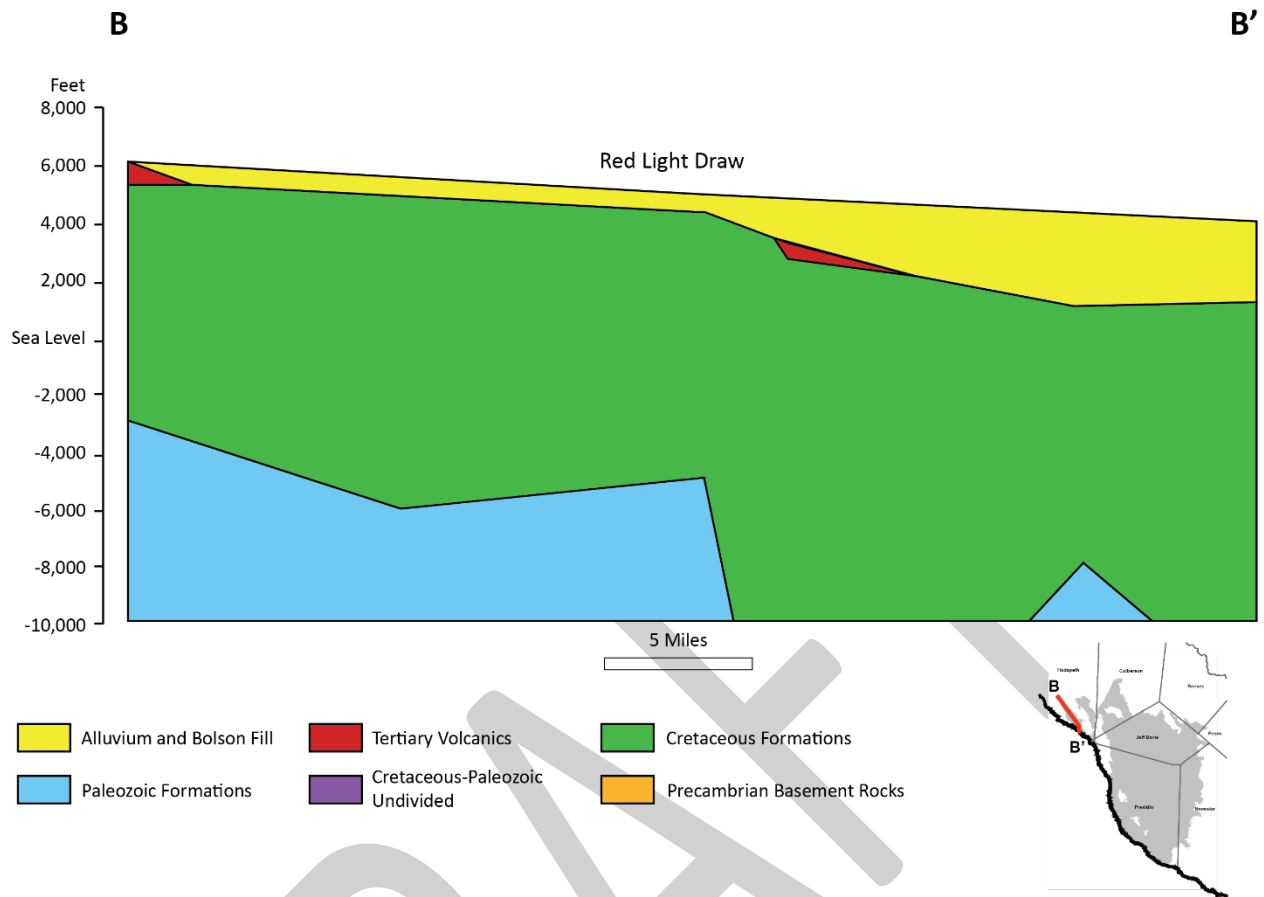 B
B'
Feet
8,000
6,000
4,000
2,000
Sea Level
-2,000
-4,000
-6,000
-8,000
-10,000
Red Light Draw
5 Miles
Alluvium and Bolson Fill
Tertiary Volcanics
Cretaceous Formations
Paleozoic Formations
Cretaceous-Paleozoic
Undivided
Precambrian Basement Rocks
Hudspeth
Culberson
Reeves
B
B'
Jeff Davis
Pecos
Presidio
Brewster
DRAFT